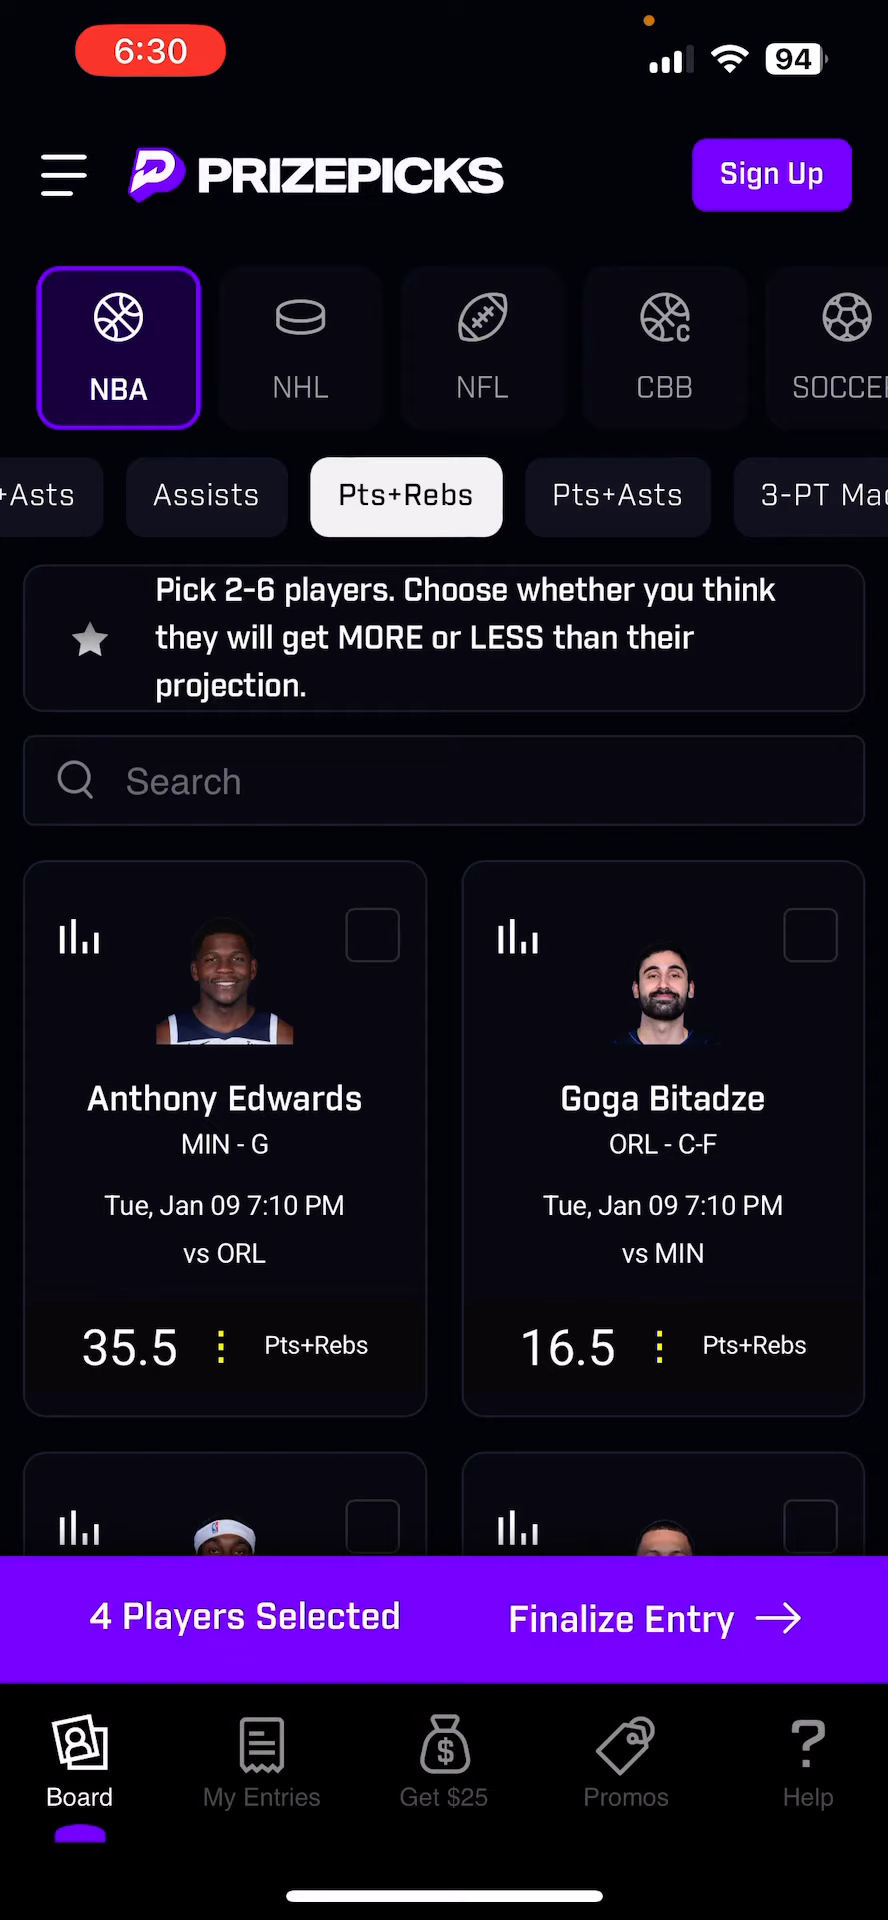 6:30
94
PRIZEPICKS
Sign Up
NBA
NHL
NFL
CBB
C
SOCCE
+Asts
Assists
Pts+Rebs
Pts+Asts
3-PT Mad
Pick 2-6 players. Choose whether you think
they will get MORE or LESS than their
projection.
Search
Anthony Edwards
MIN - G
Tue, Jan 09 7:10 PM
vs ORL
35.5
Pts+Rebs
Goga Bitadze
ORL - C-F
Tue, Jan 09 7:10 PM
vs MIN
16.5
Pts+Rebs
4 Players Selected
Finalize Entry
Board
My Entries
Get $25
Promos
Help